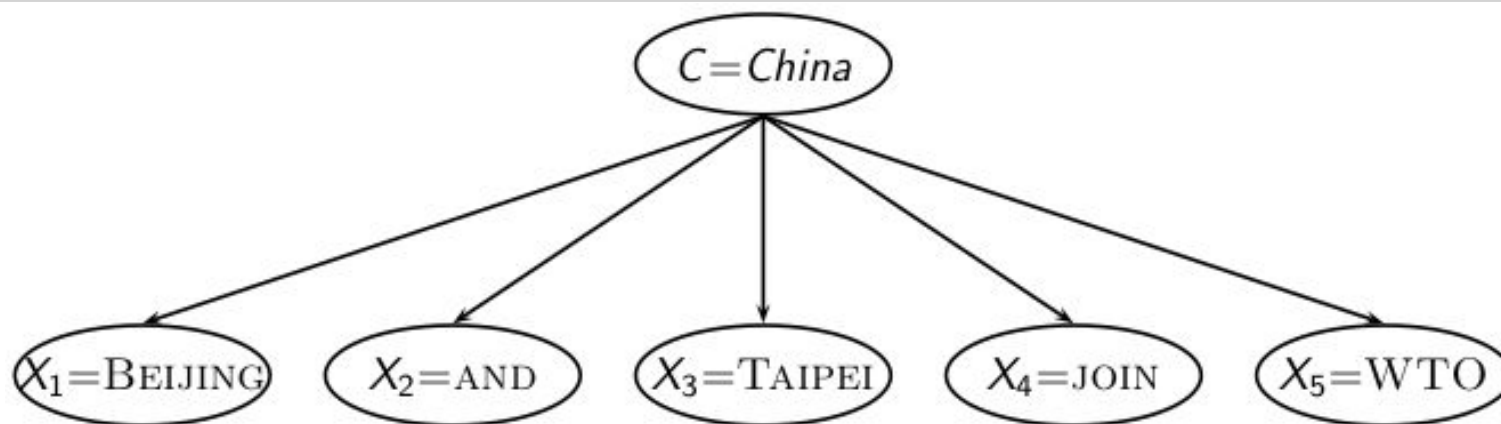 C=China
X₁=BEIJING X₂=AND X₃=TAIPEI X₄=JOIN X₅=WTO